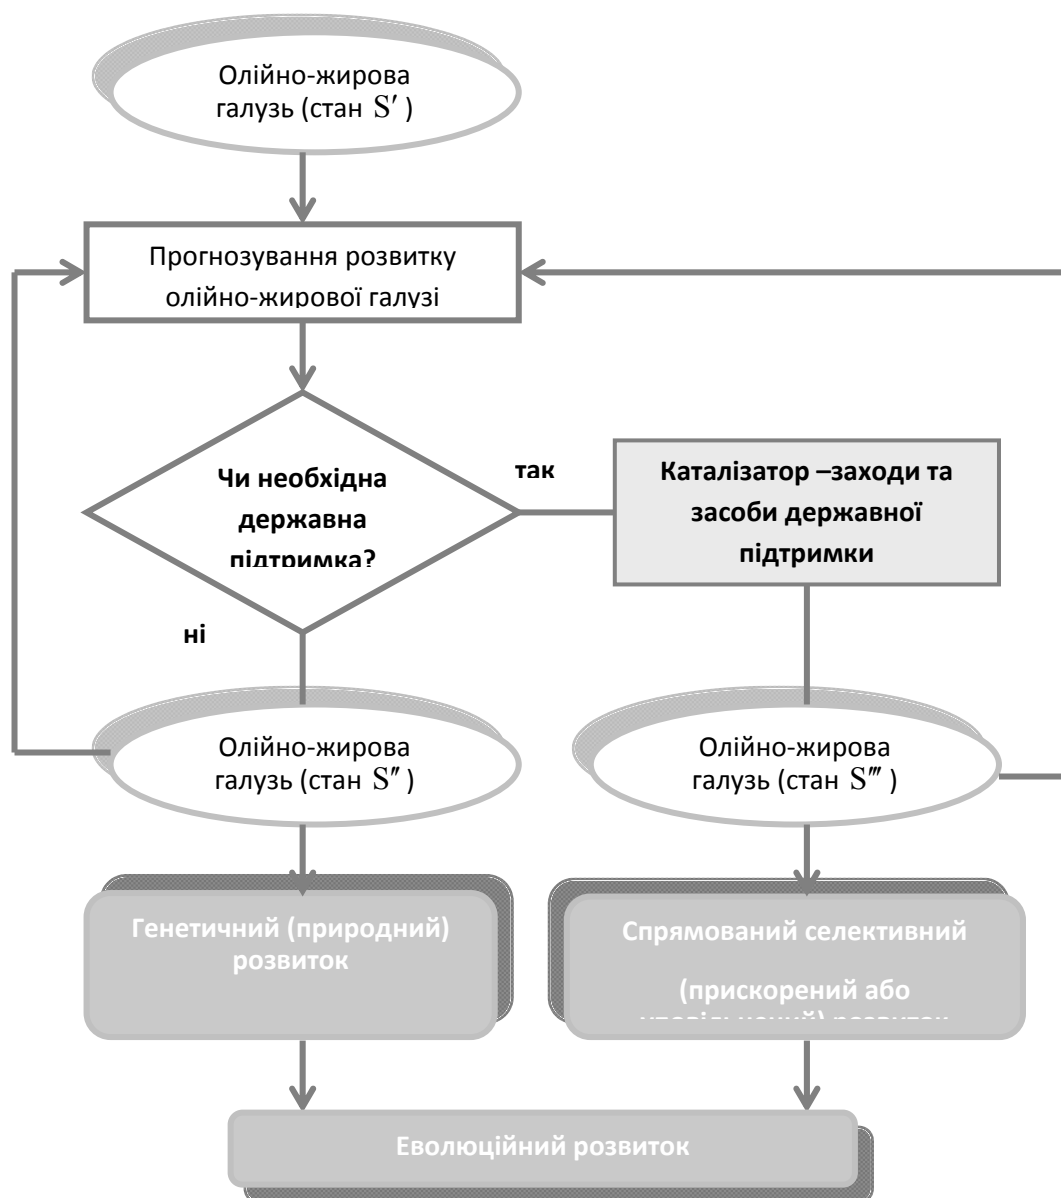 Олійно-жирова
галузь (стан S′ )
Прогнозування розвитку
олійно-жирової галузі
Чи необхідна
державна
підтримка?
так
Каталізатор –заходи та
засоби державної
підтримки
ні
Олійно-жирова
галузь (стан S″ )
Олійно-жирова
галузь (стан S‴ )
Генетичний (природний)
розвиток
Спрямований селективний
(прискорений або
уповільнений) розвиток
Еволюційний розвиток